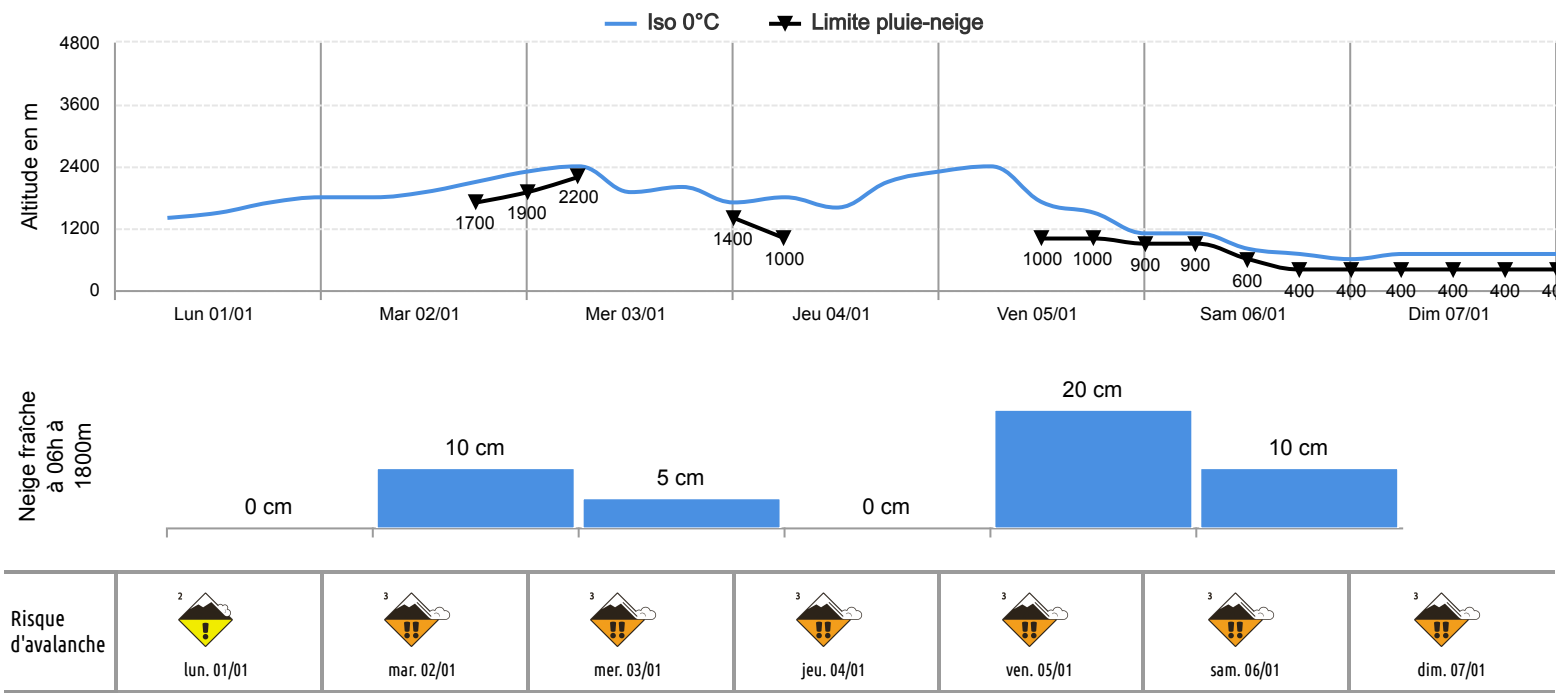 Iso 0°C Limite pluie-neige
Altitude en m
4800
3600
2400
1200
0
1700 1900 2200 1400 1000 1000 1000 900 900 600 400 400 400 400 400 40
Lun 01/01 Mar 02/01 Mer 03/01 Jeu 04/01 Ven 05/01 Sam 06/01 Dim 07/01
Neige fraîche
à 06h à
1800m
0 cm 10 cm 5 cm 0 cm 20 cm 10 cm
Risque
d'avalanche
2 3 3 3 3 3 3
! !! !! !! !! !! !!
lun. 01/01 mar. 02/01 mer. 03/01 jeu. 04/01 ven. 05/01 sam. 06/01 dim. 07/01